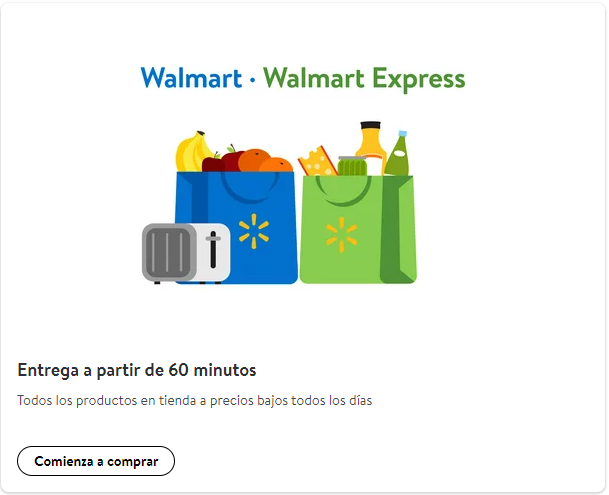 Walmart · Walmart Express
Entrega a partir de 60 minutos
Todos los productos en tienda a precios bajos todos los días
Comienza a comprar